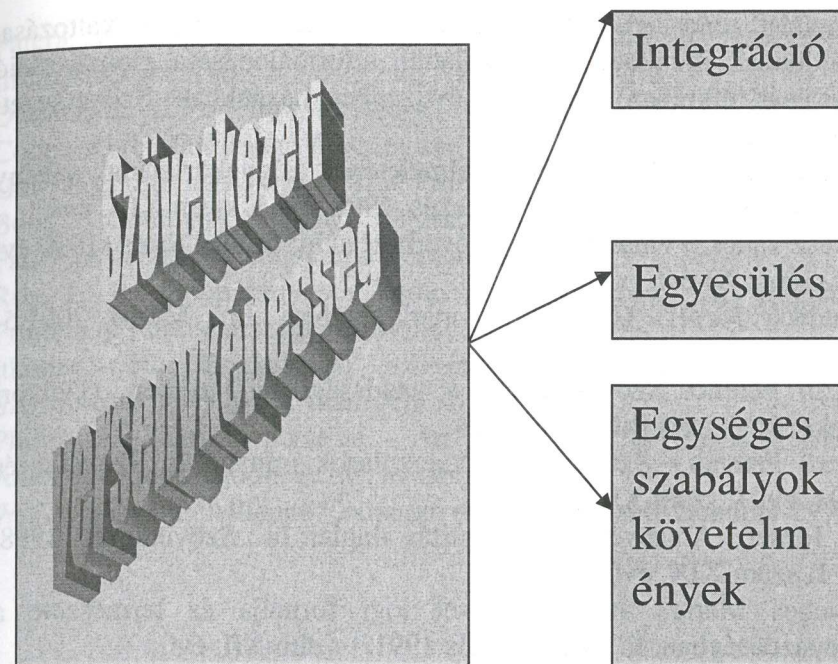 Szövetkezeti
versenyképesség
Integráció
Egyesülés
Egységes
szabályok
követelm
ények